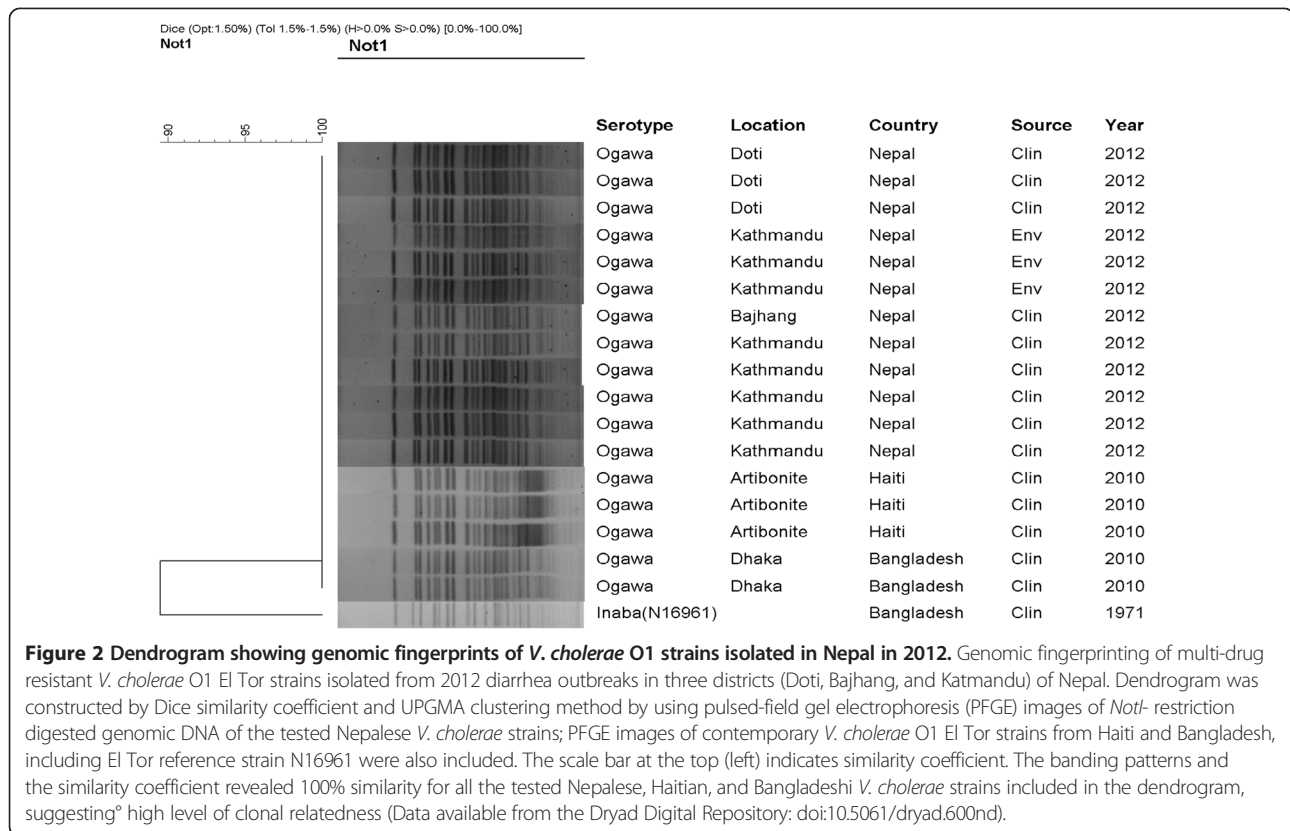 Dice (Opt:1.50%) (Tol 1.5%-1.5%) (H>0.0% S>0.0%) [0.0%-100.0%]
Not1 Not1
90 95 100
Serotype Location Country Source Year
Ogawa Doti Nepal Clin 2012
Ogawa Doti Nepal Clin 2012
Ogawa Doti Nepal Clin 2012
Ogawa Kathmandu Nepal Env 2012
Ogawa Kathmandu Nepal Env 2012
Ogawa Kathmandu Nepal Env 2012
Ogawa Bajhang Nepal Clin 2012
Ogawa Kathmandu Nepal Clin 2012
Ogawa Kathmandu Nepal Clin 2012
Ogawa Kathmandu Nepal Clin 2012
Ogawa Kathmandu Nepal Clin 2012
Ogawa Kathmandu Nepal Clin 2012
Ogawa Artibonite Haiti Clin 2010
Ogawa Artibonite Haiti Clin 2010
Ogawa Artibonite Haiti Clin 2010
Ogawa Dhaka Bangladesh Clin 2010
Ogawa Dhaka Bangladesh Clin 2010
Inaba(N16961) Bangladesh Clin 1971
Figure 2 Dendrogram showing genomic fingerprints of V. cholerae O1 strains isolated in Nepal in 2012. Genomic fingerprinting of multi-drug
resistant V. cholerae O1 El Tor strains isolated from 2012 diarrhea outbreaks in three districts (Doti, Bajhang, and Katmandu) of Nepal. Dendrogram was
constructed by Dice similarity coefficient and UPGMA clustering method by using pulsed-field gel electrophoresis (PFGE) images of NotI- restriction
digested genomic DNA of the tested Nepalese V. cholerae strains; PFGE images of contemporary V. cholerae O1 El Tor strains from Haiti and Bangladesh,
including El Tor reference strain N16961 were also included. The scale bar at the top (left) indicates similarity coefficient. The banding patterns and
the similarity coefficient revealed 100% similarity for all the tested Nepalese, Haitian, and Bangladeshi V. cholerae strains included in the dendrogram,
suggesting° high level of clonal relatedness (Data available from the Dryad Digital Repository: doi:10.5061/dryad.600nd).